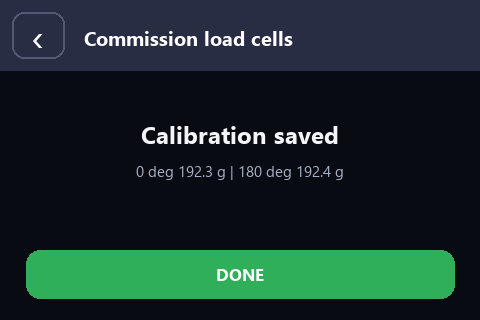 ‹ Commission load cells
Calibration saved
0 deg 192.3 g | 180 deg 192.4 g
DONE